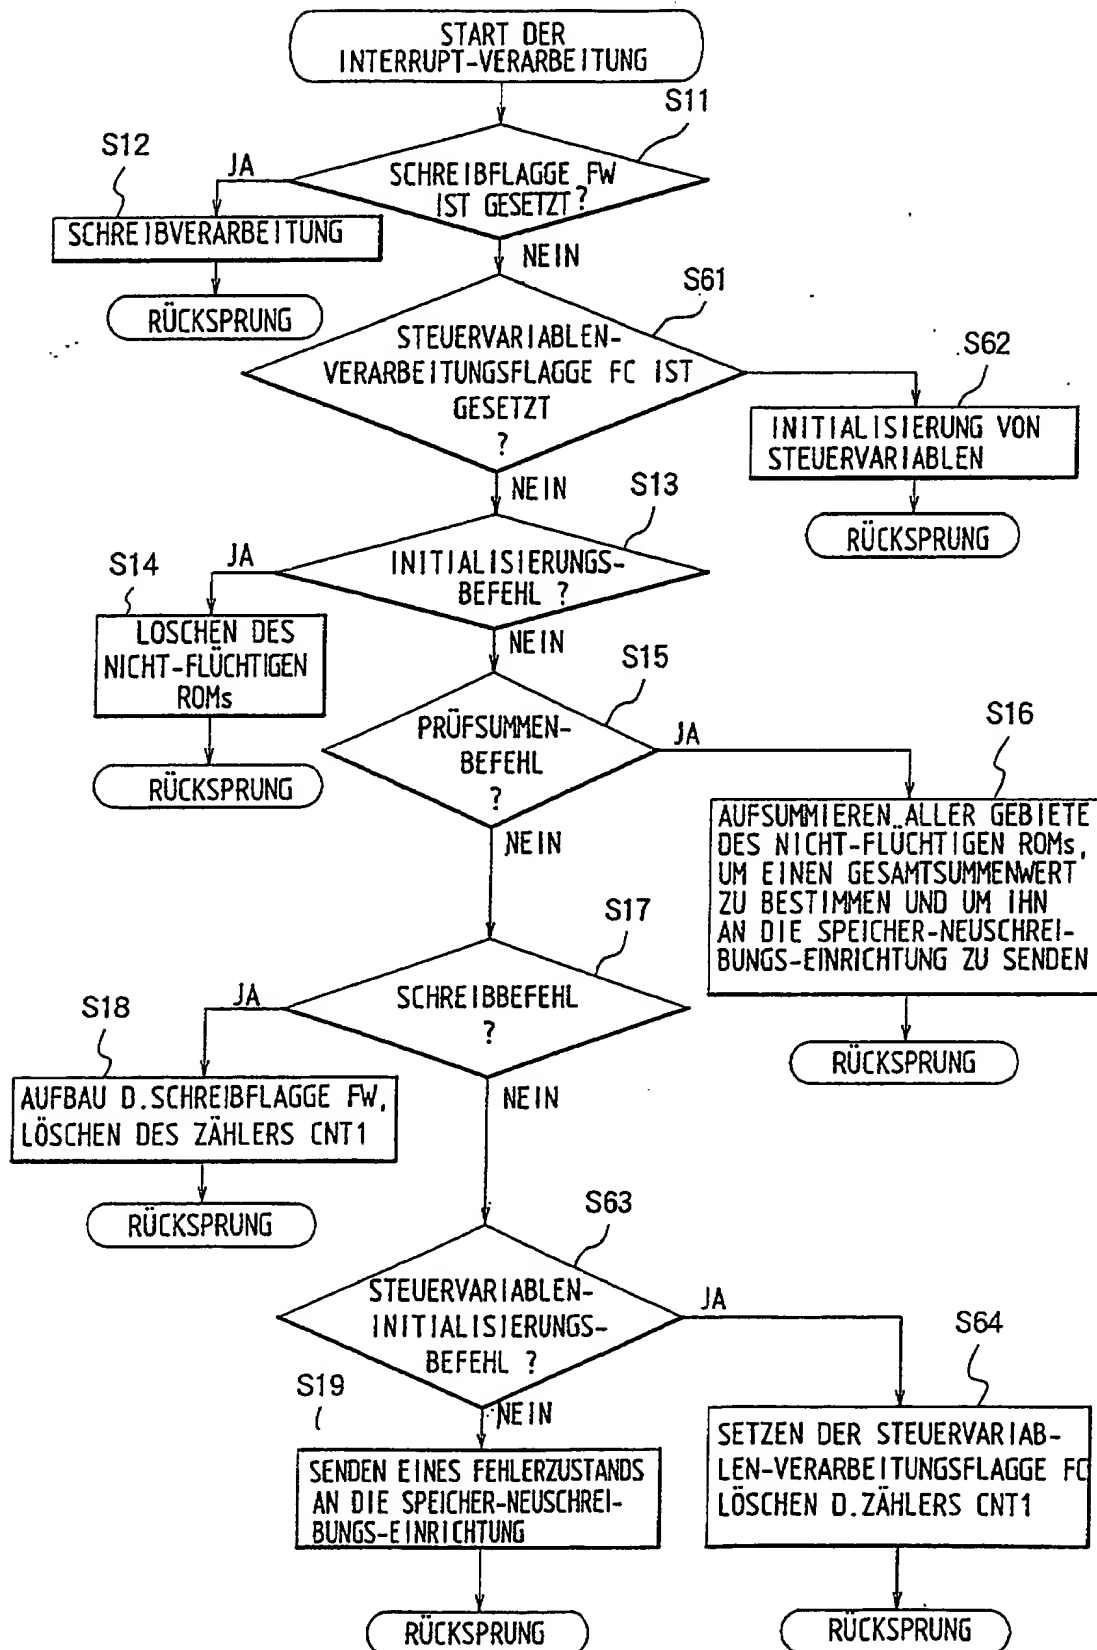 START DER
INTERRUPT-VERARBEITUNG
S11
S12
JA
SCHREIBFLAGGE FW
IST GESETZT?
SCHREIBVERARBEITUNG
NEIN
RÜCKSPRUNG
S61
STEUERVARIABLEN-
VERARBEITUNGSFLAGGE FC IST
GESETZT
?
S62
INITIALISIERUNG VON
STEUERVARIABLEN
NEIN
RÜCKSPRUNG
S13
S14
JA
INITIALISIERUNGS-
BEFEHL ?
LOSCHEN DES
NICHT-FLÜCHTIGEN
ROMs
NEIN
RÜCKSPRUNG
S15
PRÜFSUMMEN-
BEFEHL
?
JA
S16
AUFSUMMIEREN ALLER GEBIETE
DES NICHT-FLÜCHTIGEN ROMs,
UM EINEN GESAMTSUMMENWERT
ZU BESTIMMEN UND UM IHN
AN DIE SPEICHER-NEUSCHREI-
BUNGS-EINRICHTUNG ZU SENDEN
NEIN
RÜCKSPRUNG
S17
S18
JA
SCHREIBBEFEHL
?
AUFBAU D.SCHREIBFLAGGE FW,
LÖSCHEN DES ZÄHLERS CNT1
NEIN
RÜCKSPRUNG
S63
STEUERVARIABLEN-
INITIALISIERUNGS-
BEFEHL ?
JA
S64
SETZEN DER STEUERVARIAB-
LEN-VERARBEITUNGSFLAGGE FC
LÖSCHEN D.ZÄHLERS CNT1
S19
NEIN
SENDEN EINES FEHLERZUSTANDS
AN DIE SPEICHER-NEUSCHREI-
BUNGS-EINRICHTUNG
RÜCKSPRUNG
RÜCKSPRUNG